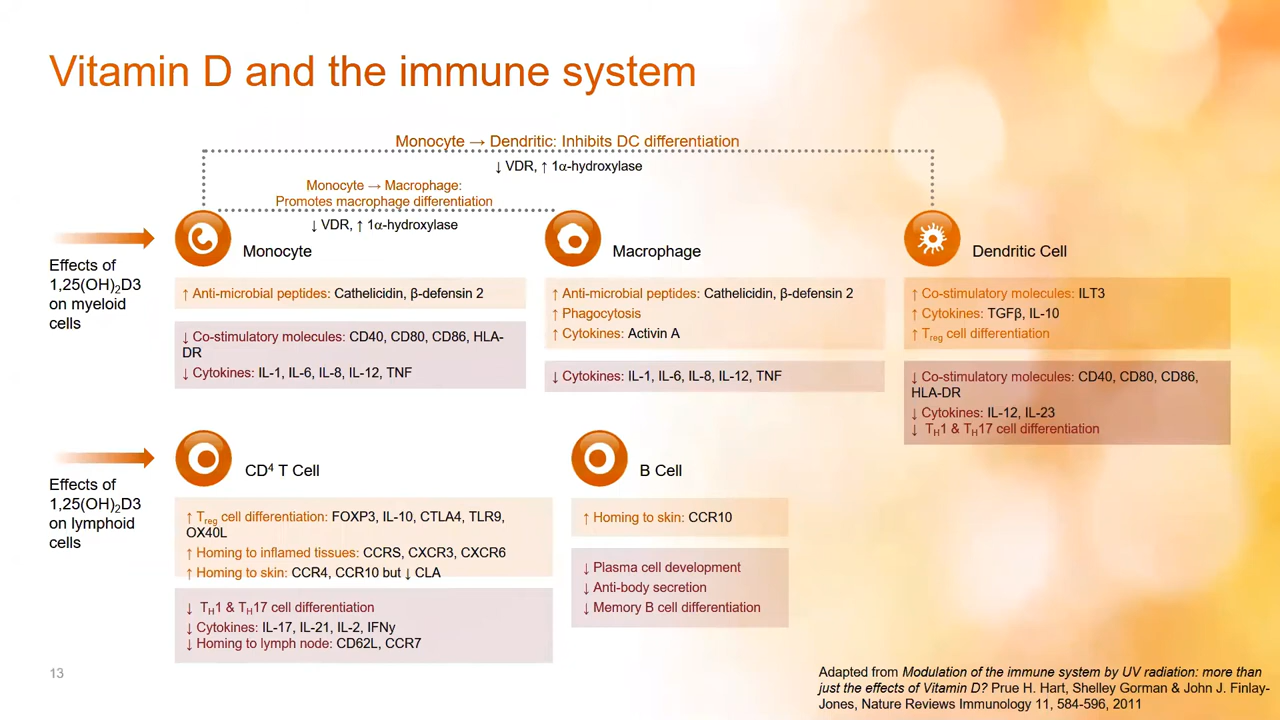 Vitamin D and the immune system
Monocyte → Dendritic: Inhibits DC differentiation
↓ VDR, ↑ 1α-hydroxylase
Monocyte → Macrophage:
Promotes macrophage differentiation
↓ VDR, ↑ 1α-hydroxylase
Effects of
1,25(OH)₂D3
on myeloid
cells
Monocyte
↑ Anti-microbial peptides: Cathelicidin, β-defensin 2
↓ Co-stimulatory molecules: CD40, CD80, CD86, HLA-
DR
↓ Cytokines: IL-1, IL-6, IL-8, IL-12, TNF
Macrophage
↑ Anti-microbial peptides: Cathelicidin, β-defensin 2
↑ Phagocytosis
↑ Cytokines: Activin A
↓ Cytokines: IL-1, IL-6, IL-8, IL-12, TNF
Dendritic Cell
↑ Co-stimulatory molecules: ILT3
↑ Cytokines: TGFβ, IL-10
↑ Treg cell differentiation
↓ Co-stimulatory molecules: CD40, CD80, CD86,
HLA-DR
↓ Cytokines: IL-12, IL-23
↓ TH1 & TH17 cell differentiation
Effects of
1,25(OH)₂D3
on lymphoid
cells
CD⁴ T Cell
↑ Treg cell differentiation: FOXP3, IL-10, CTLA4, TLR9,
OX40L
↑ Homing to inflamed tissues: CCRS, CXCR3, CXCR6
↑ Homing to skin: CCR4, CCR10 but ↓ CLA
↓ TH1 & TH17 cell differentiation
↓ Cytokines: IL-17, IL-21, IL-2, IFNy
↓ Homing to lymph node: CD62L, CCR7
B Cell
↑ Homing to skin: CCR10
↓ Plasma cell development
↓ Anti-body secretion
↓ Memory B cell differentiation
13
Adapted from Modulation of the immune system by UV radiation: more than
just the effects of Vitamin D? Prue H. Hart, Shelley Gorman & John J. Finlay-
Jones, Nature Reviews Immunology 11, 584-596, 2011